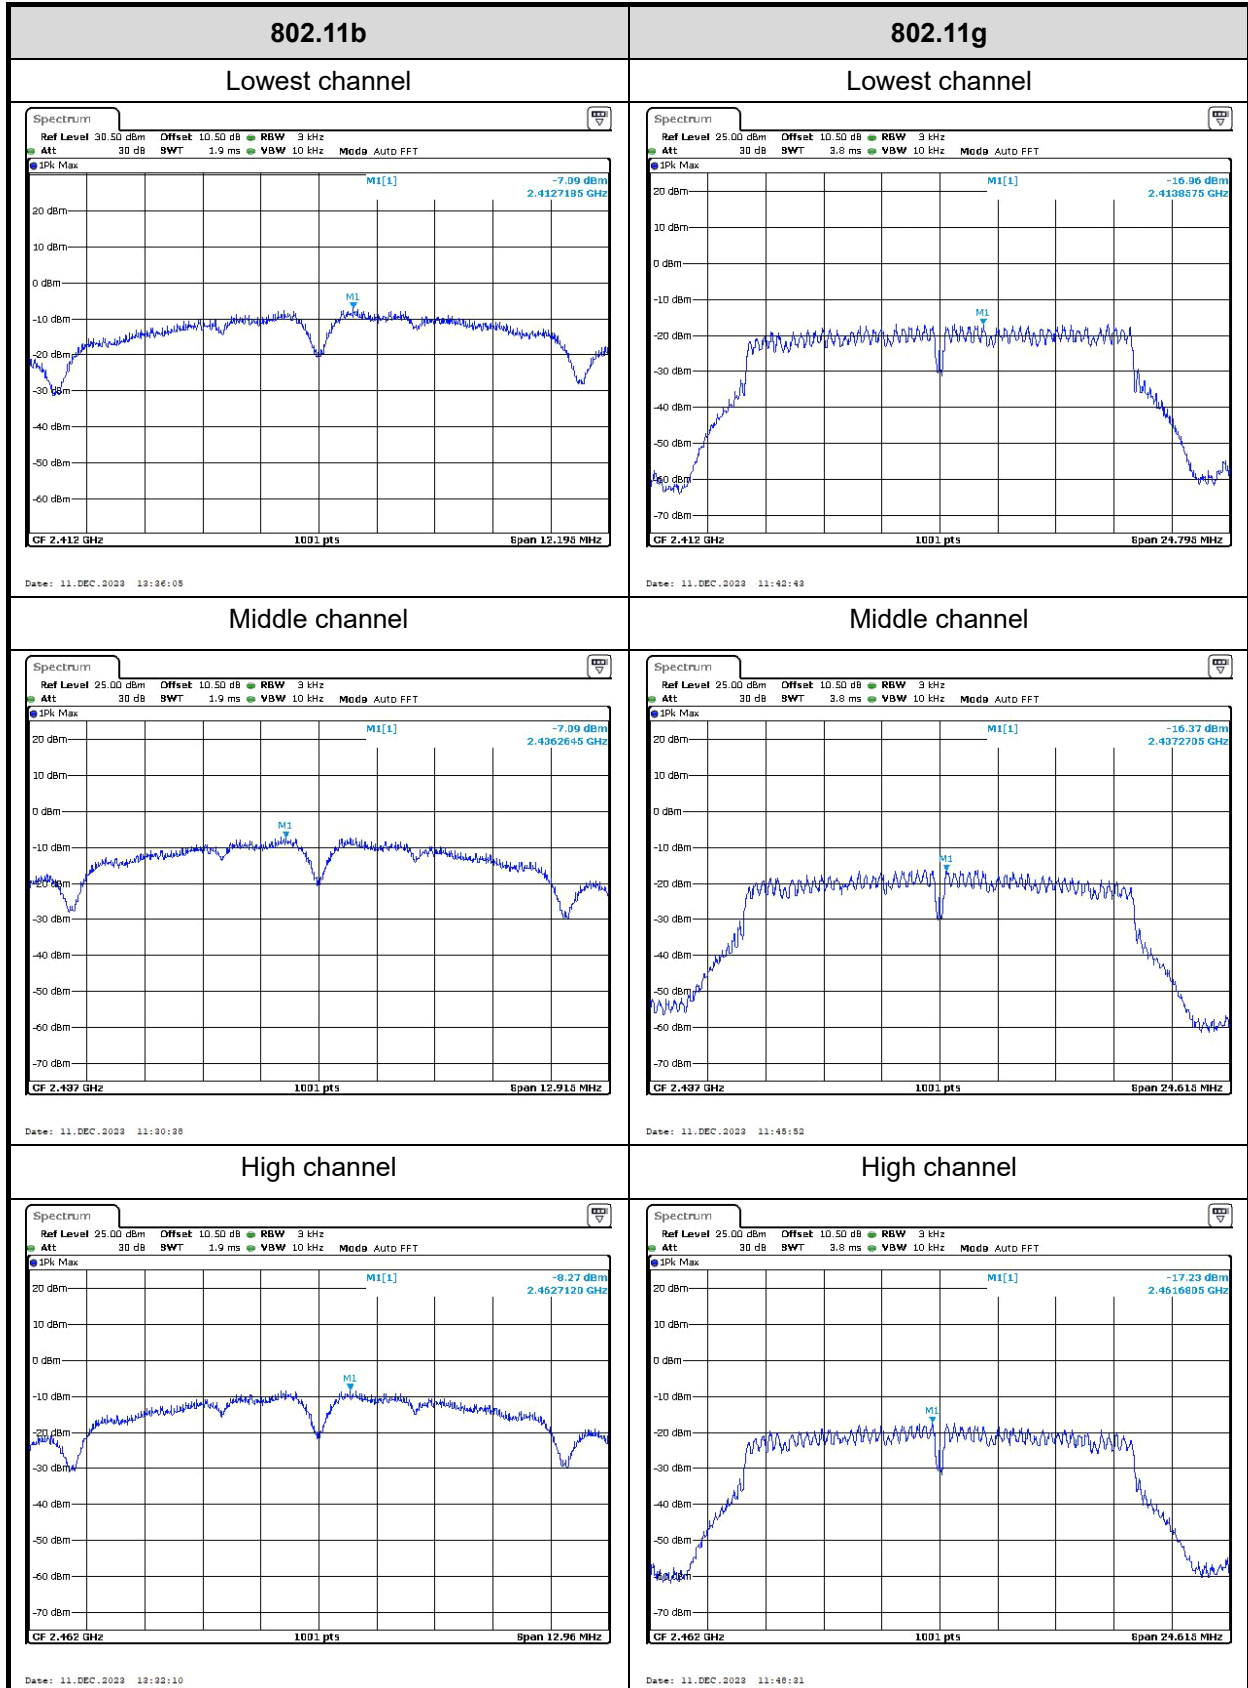 802.11b 802.11g
Lowest channel Lowest channel
Spectrum
Ref Level 30.50 dBm Offset 10.50 dB RBW 3 kHz
Att 30 dB SWT 1.9 ms VBW 10 kHz Mode Auto FFT
1Pk Max
M1[1] -7.09 dBm
2.4127185 GHz
20 dBm
10 dBm
0 dBm
M1
-10 dBm
-20 dBm
-30 dBm
-40 dBm
-50 dBm
-60 dBm
CF 2.412 GHz 1001 pts Span 12.195 MHz
Date: 11.DEC.2023 13:36:05
Spectrum
Ref Level 25.00 dBm Offset 10.50 dB RBW 3 kHz
Att 30 dB SWT 3.8 ms VBW 10 kHz Mode Auto FFT
1Pk Max
M1[1] -16.96 dBm
2.4138575 GHz
20 dBm
10 dBm
0 dBm
-10 dBm
M1
-20 dBm
-30 dBm
-40 dBm
-50 dBm
-60 dBm
-70 dBm
CF 2.412 GHz 1001 pts Span 24.795 MHz
Date: 11.DEC.2023 11:42:43
Middle channel Middle channel
Spectrum
Ref Level 25.00 dBm Offset 10.50 dB RBW 3 kHz
Att 30 dB SWT 1.9 ms VBW 10 kHz Mode Auto FFT
1Pk Max
M1[1] -7.09 dBm
2.4362645 GHz
20 dBm
10 dBm
0 dBm
M1
-10 dBm
-20 dBm
-30 dBm
-40 dBm
-50 dBm
-60 dBm
-70 dBm
CF 2.437 GHz 1001 pts Span 12.915 MHz
Date: 11.DEC.2023 11:30:38
Spectrum
Ref Level 25.00 dBm Offset 10.50 dB RBW 3 kHz
Att 30 dB SWT 3.8 ms VBW 10 kHz Mode Auto FFT
1Pk Max
M1[1] -16.37 dBm
2.4372705 GHz
20 dBm
10 dBm
0 dBm
-10 dBm
M1
-20 dBm
-30 dBm
-40 dBm
-50 dBm
-60 dBm
-70 dBm
CF 2.437 GHz 1001 pts Span 24.615 MHz
Date: 11.DEC.2023 11:45:52
High channel High channel
Spectrum
Ref Level 25.00 dBm Offset 10.50 dB RBW 3 kHz
Att 30 dB SWT 1.9 ms VBW 10 kHz Mode Auto FFT
1Pk Max
M1[1] -8.27 dBm
2.4627120 GHz
20 dBm
10 dBm
0 dBm
M1
-10 dBm
-20 dBm
-30 dBm
-40 dBm
-50 dBm
-60 dBm
-70 dBm
CF 2.462 GHz 1001 pts Span 12.96 MHz
Date: 11.DEC.2023 13:32:10
Spectrum
Ref Level 25.00 dBm Offset 10.50 dB RBW 3 kHz
Att 30 dB SWT 3.8 ms VBW 10 kHz Mode Auto FFT
1Pk Max
M1[1] -17.23 dBm
2.4616805 GHz
20 dBm
10 dBm
0 dBm
-10 dBm
M1
-20 dBm
-30 dBm
-40 dBm
-50 dBm
-60 dBm
-70 dBm
CF 2.462 GHz 1001 pts Span 24.615 MHz
Date: 11.DEC.2023 11:48:31